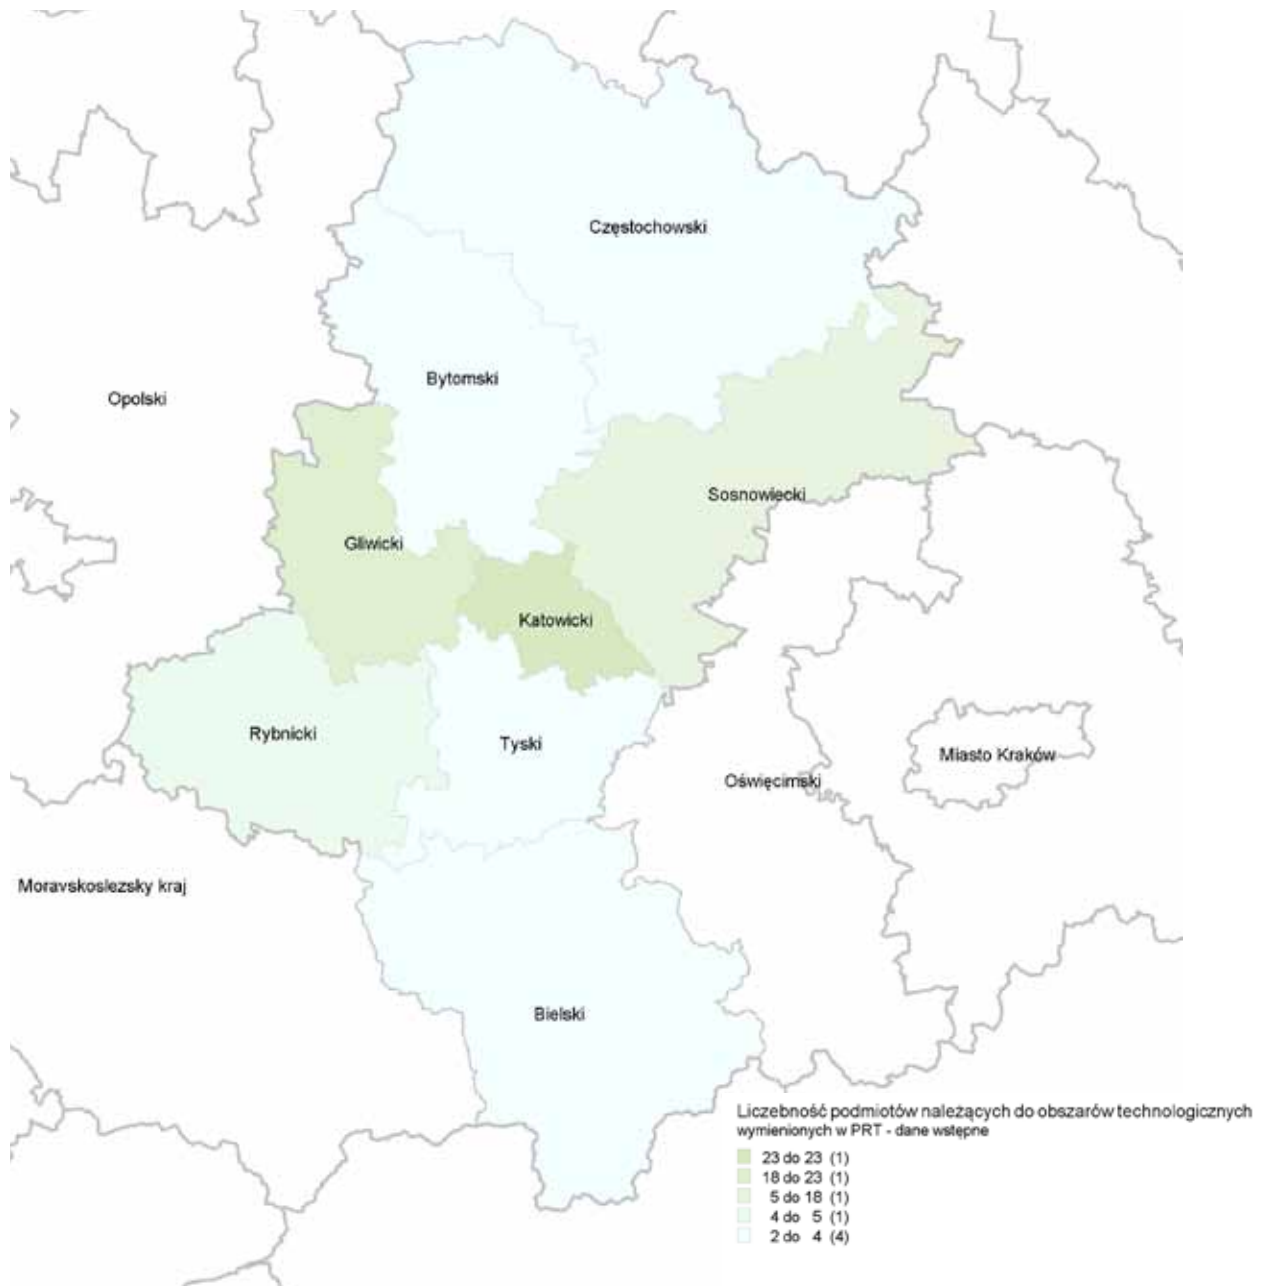 Częstochowski
Bytomski
Opolski
Sosnowiecki
Gliwicki
Katowicki
Rybnicki
Tyski
Miasto Kraków
Oświęcimski
Moravskoslezsky kraj
Bielski
Liczebność podmiotów należących do obszarów technologicznych
wymienionych w PRT - dane wstępne
23 do 23 (1)
18 do 23 (1)
5 do 18 (1)
4 do 5 (1)
2 do 4 (4)